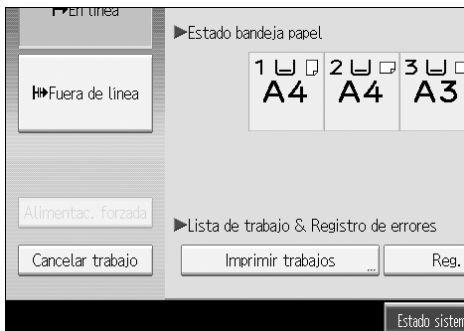 En línea
Fuera de línea
Alimentac. forzada
Cancelar trabajo
▶Estado bandeja papel
1 2 3
A4 A4 A3
▶Lista de trabajo & Registro de errores
Imprimir trabajos ...
Reg.
Estado sistem